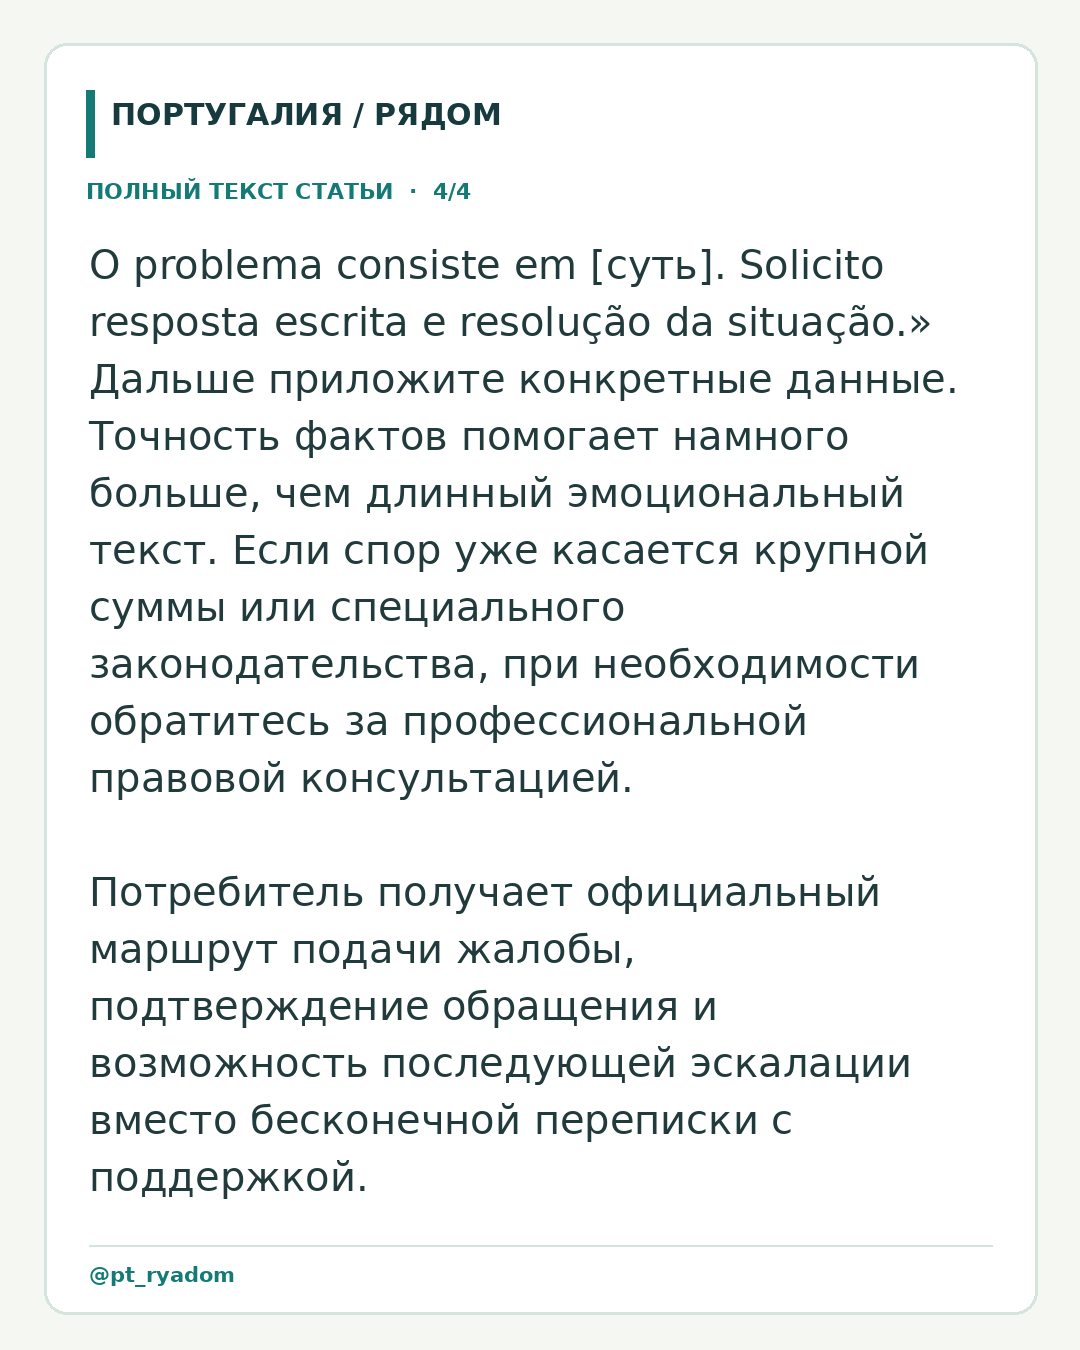 ПОРТУГАЛИЯ / РЯДОМ
ПОЛНЫЙ ТЕКСТ СТАТЬИ · 4/4
O problema consiste em [суть]. Solicito
resposta escrita e resolução da situação.»
Дальше приложите конкретные данные.
Точность фактов помогает намного
больше, чем длинный эмоциональный
текст. Если спор уже касается крупной
суммы или специального
законодательства, при необходимости
обратитесь за профессиональной
правовой консультацией.

Потребитель получает официальный
маршрут подачи жалобы,
подтверждение обращения и
возможность последующей эскалации
вместо бесконечной переписки с
поддержкой.
@pt_ryadom